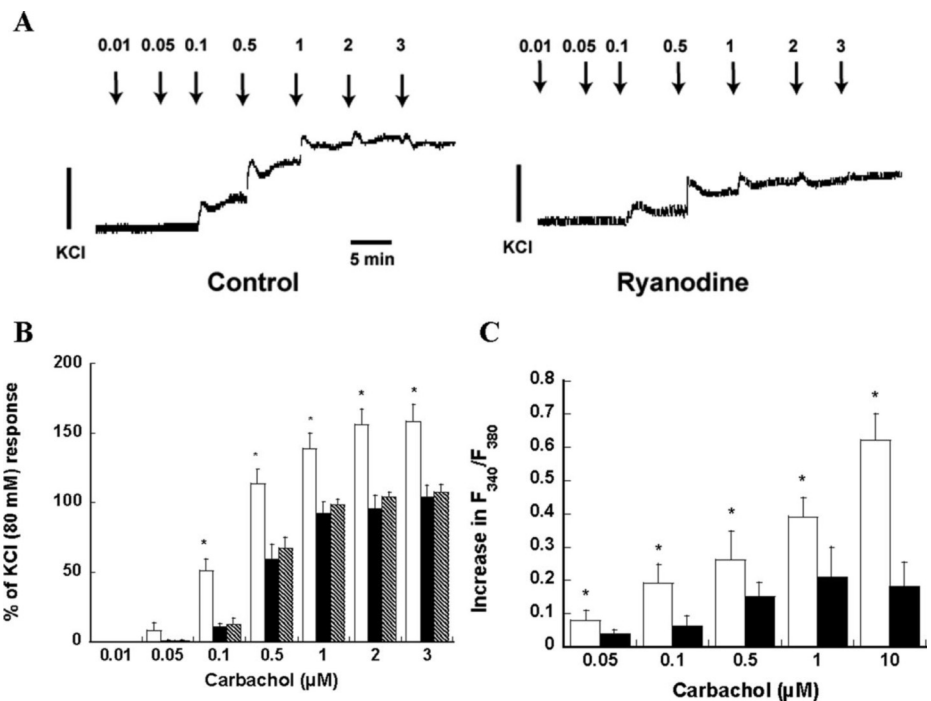 A
0.01 0.05 0.1 0.5 1 2 3
0.01 0.05 0.1 0.5 1 2 3
KCl
5 min
KCl
Control
Ryanodine
B
200
150
100
50
0
% of KCl (80 mM) response
* * * * *
0.01 0.05 0.1 0.5 1 2 3
Carbachol (µM)
C
0.8
0.7
0.6
0.5
0.4
0.3
0.2
0.1
0
Increase in F340/F380
* * * * *
0.05 0.1 0.5 1 10
Carbachol (µM)